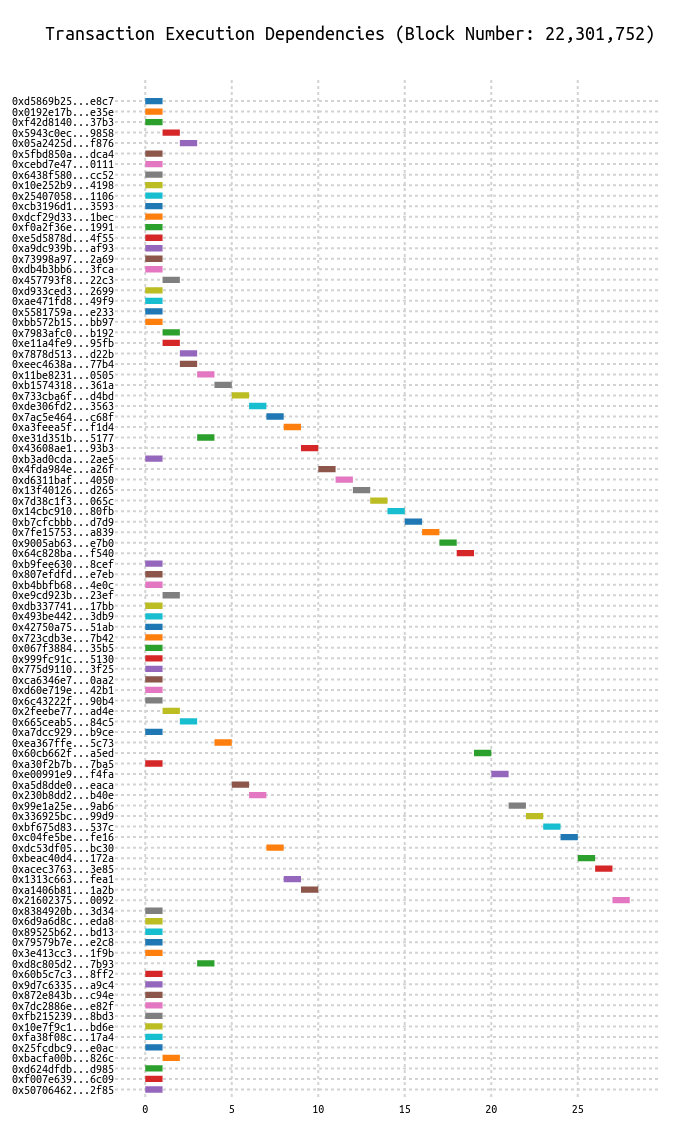 Transaction Execution Dependencies (Block Number: 22,301,752)
0xd5869b25...e8c7
0x0192e17b...e35e
0xf42d8140...37b3
0x5943c0ec...9858
0x05a2425d...f876
0x5fbd850a...dca4
0xcebd7e47...0111
0x6438f580...cc52
0x10e252b9...4198
0x25407058...1106
0xcb3196d1...3593
0xdcf29d33...1bec
0xf0a2f36e...1991
0xe5d5878d...4f55
0xa9dc939b...af93
0x73998a97...2a69
0xdb4b3bb6...3fca
0x457793f8...22c3
0xd933ced3...2699
0xae471fd8...49f9
0x5581759a...e233
0xbb572b15...bb97
0x7983afc0...b192
0xe11a4fe9...95fb
0x7878d513...d22b
0xeec4638a...77b4
0x11be8231...0505
0xb1574318...361a
0x733cba6f...d4bd
0xde306fd2...3563
0x7ac5e464...c68f
0xa3feea5f...f1d4
0xe31d351b...5177
0x43608ae1...93b3
0xb3ad0cda...2ae5
0x4fda984e...a26f
0xd6311baf...4050
0x13f40126...d265
0x7d38c1f3...065c
0x14cbc910...80fb
0xb7cfcbbb...d7d9
0x7fe15753...a839
0x9005ab63...e7b0
0x64c828ba...f540
0xb9fee630...8cef
0x807efdfd...e7eb
0xb4bbfb68...4e0c
0xe9cd923b...23ef
0xdb337741...17bb
0x493be442...3db9
0x42750a75...51ab
0x723cdb3e...7b42
0x067f3884...35b5
0x999fc91c...5130
0x775d9110...3f25
0xca6346e7...0aa2
0xd60e719e...42b1
0x6c43222f...90b4
0x2feebe77...ad4e
0x665ceab5...84c5
0xa7dcc929...b9ce
0xea367ffe...5c73
0x60cb662f...a5ed
0xa30f2b7b...7ba5
0xe00991e9...f4fa
0xa5d8dde0...eaca
0x230b8dd2...b40e
0x99e1a25e...9ab6
0x336925bc...99d9
0xbf675d83...537c
0xc04fe5be...fe16
0xdc53df05...bc30
0xbeac40d4...172a
0xacec3763...3e85
0x1313c663...fea1
0xa1406b81...1a2b
0x21602375...0092
0x8384920b...3d34
0x6d9a6d8c...eda8
0x89525b62...bd13
0x79579b7e...e2c8
0x3e413cc3...1f9b
0xd8c805d2...7b93
0x60b5c7c3...8ff2
0x9d7c6335...a9c4
0x872e843b...c94e
0x7dc2886e...e82f
0xfb215239...8bd3
0x10e7f9c1...bd6e
0xfa38f08c...17a4
0x25fcdbc9...e0ac
0xbacfa00b...826c
0xd624dfdb...d985
0xf007e639...6c09
0x50706462...2f85
0 5 10 15 20 25